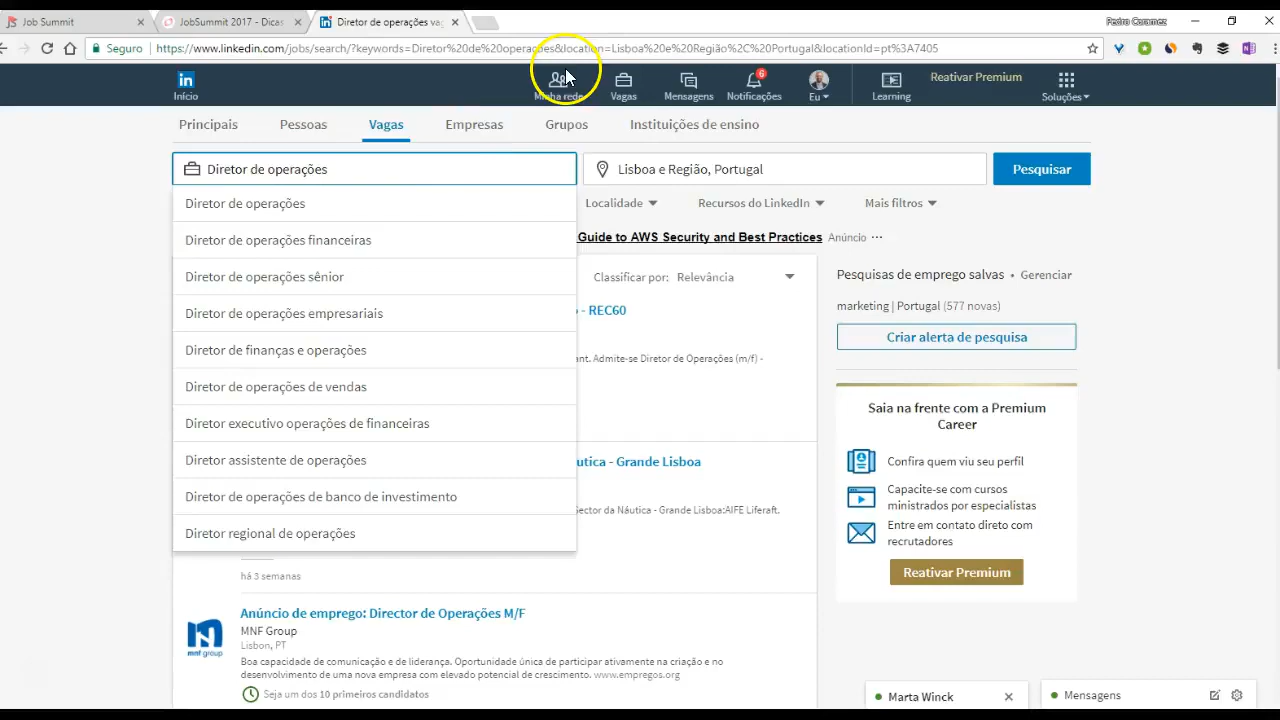 Job Summit
JobSummit 2017 - Dicas
Diretor de operações vag
Pedro Caramez
Seguro
https://www.linkedin.com/jobs/search/?keywords=Diretor%20de%20operações&location=Lisboa%20e%20Região%2C%20Portugal&locationId=pt%3A7405
in
Início
Minha rede
Vagas
Mensagens
6
Notificações
Eu
Learning
Reativar Premium
Soluções
Principais
Pessoas
Vagas
Empresas
Grupos
Instituições de ensino
Diretor de operações
Lisboa e Região, Portugal
Pesquisar
Diretor de operações
Diretor de operações financeiras
Diretor de operações sênior
Diretor de operações empresariais
Diretor de finanças e operações
Diretor de operações de vendas
Diretor executivo operações de financeiras
Diretor assistente de operações
Diretor de operações de banco de investimento
Diretor regional de operações
Localidade
Recursos do LinkedIn
Mais filtros
Guide to AWS Security and Best Practices
Anúncio ···
Classificar por: Relevância
- REC60
ant. Admite-se Diretor de Operações (m/f) -
utica - Grande Lisboa
Sector da Náutica - Grande Lisboa:AIFE Liferaft.
há 3 semanas
Anúncio de emprego: Director de Operações M/F
MNF Group
Lisbon, PT
Boa capacidade de comunicação e de liderança. Oportunidade única de participar ativamente na criação e no
desenvolvimento de uma nova empresa com elevado potencial de crescimento. www.empregos.org
Seja um dos 10 primeiros candidatos
mnf group
Pesquisas de emprego salvas • Gerenciar
marketing | Portugal (577 novas)
Criar alerta de pesquisa
Saia na frente com a Premium
Career
Confira quem viu seu perfil
Capacite-se com cursos
ministrados por especialistas
Entre em contato direto com
recrutadores
Reativar Premium
Marta Winck
Mensagens